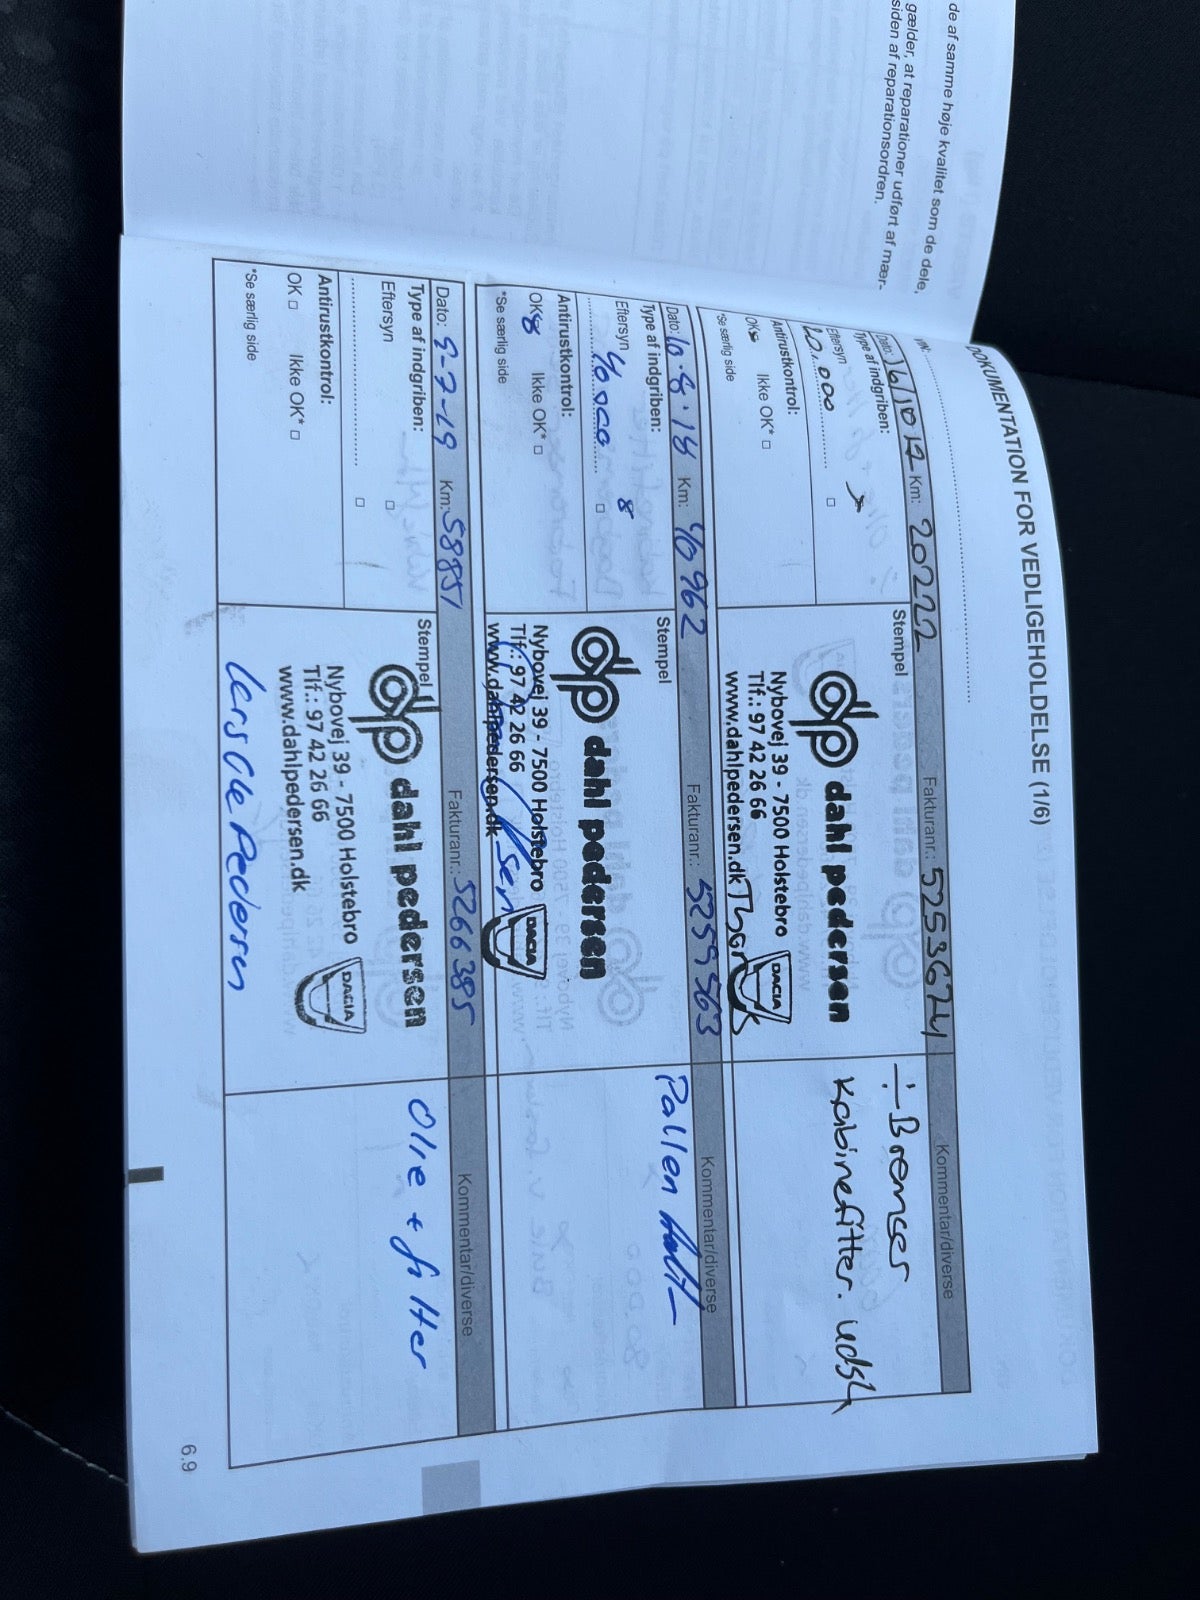 de af samme høje kvalitet som de dele,
gælder, at reparationer udført af mær-
siden af reparationsordren.
DOKUMENTATION FOR VEDLIGEHOLDELSE (1/6)
VIN:
Dato: 16/10 17 Km: 20222 Fakturanr.: 5253624 Kommentar/diverse
Type af indgriben:
Eftersyn
Stempel
÷ Bremser
Kabinefilter. udsk
Antirustkontrol:
OK Ikke OK*
*Se særlig side
dahl pedersen
Nybovej 39 - 7500 Holstebro
Tlf.: 97 42 26 66
www.dahlpedersen.dk
DACIA
Dato: 10.8.18 Km: 40962 Fakturanr.: 5259563 Kommentar/diverse
Type af indgriben:
Eftersyn
40.000
Stempel
Pollen
Antirustkontrol:
OK Ikke OK*
*Se særlig side
dahl pedersen
Nybovej 39 - 7500 Holstebro
Tlf.: 97 42 26 66
www.dahlpedersen.dk
DACIA
Dato: 9-7-19 Km: 58851 Fakturanr.: 5266385 Kommentar/diverse
Type af indgriben:
Eftersyn
Stempel
Olie + filter
Antirustkontrol:
OK Ikke OK*
*Se særlig side
dahl pedersen
Nybovej 39 - 7500 Holstebro
Tlf.: 97 42 26 66
www.dahlpedersen.dk
DACIA
Pedersen
6.9